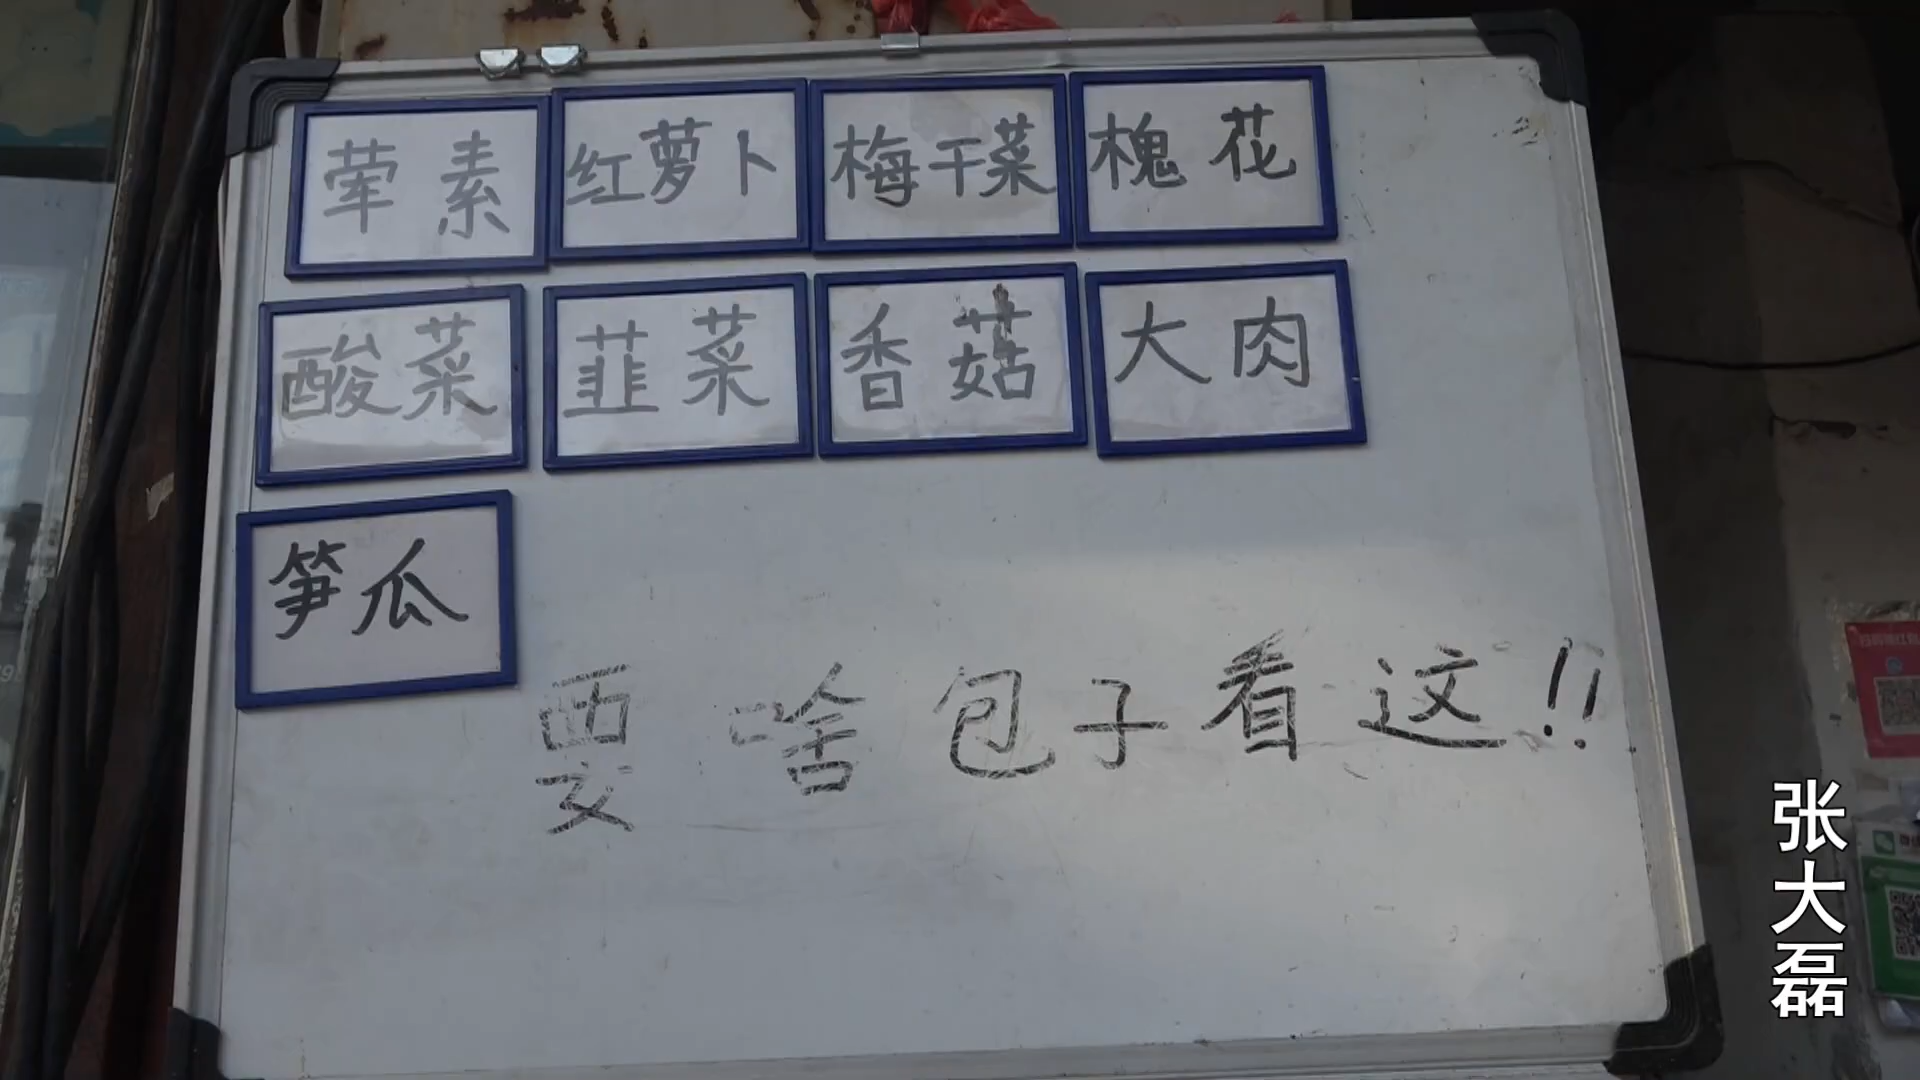 荤 素 红萝卜 梅干菜 槐花
酸菜 韭菜 香菇 大肉
笋瓜
要啥包子看这!!
张大磊